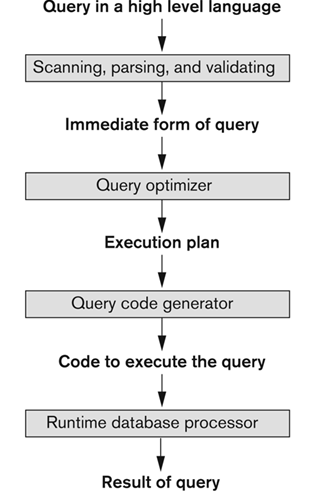 Query in a high level language
Scanning, parsing, and validating
Immediate form of query
Query optimizer
Execution plan
Query code generator
Code to execute the query
Runtime database processor
Result of query